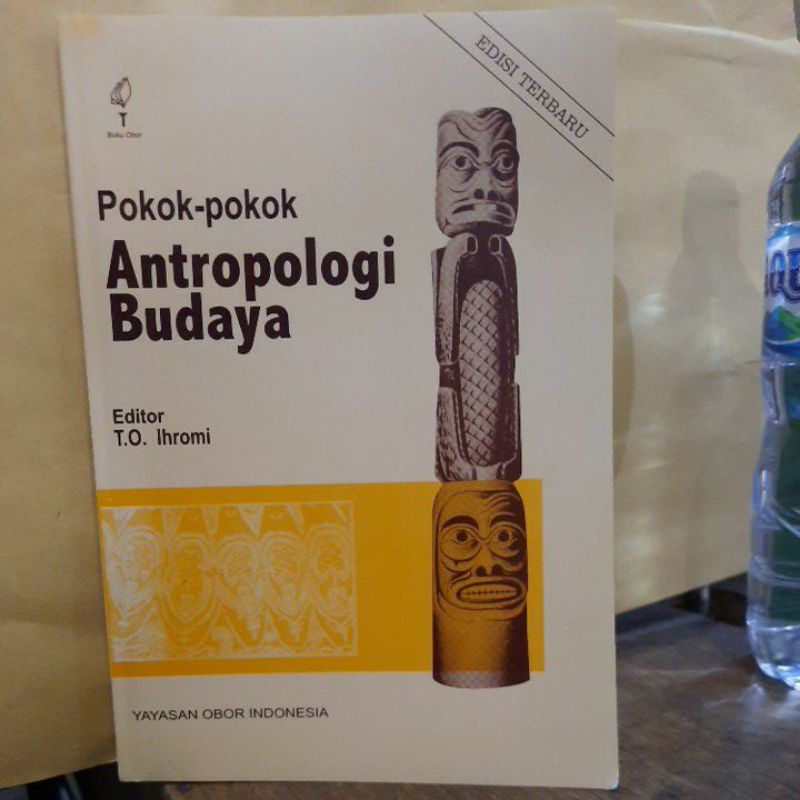 EDISI TERBARU
Buku Obor
Pokok-pokok
Antropologi
Budaya
Editor
T.O. Ihromi
YAYASAN OBOR INDONESIA